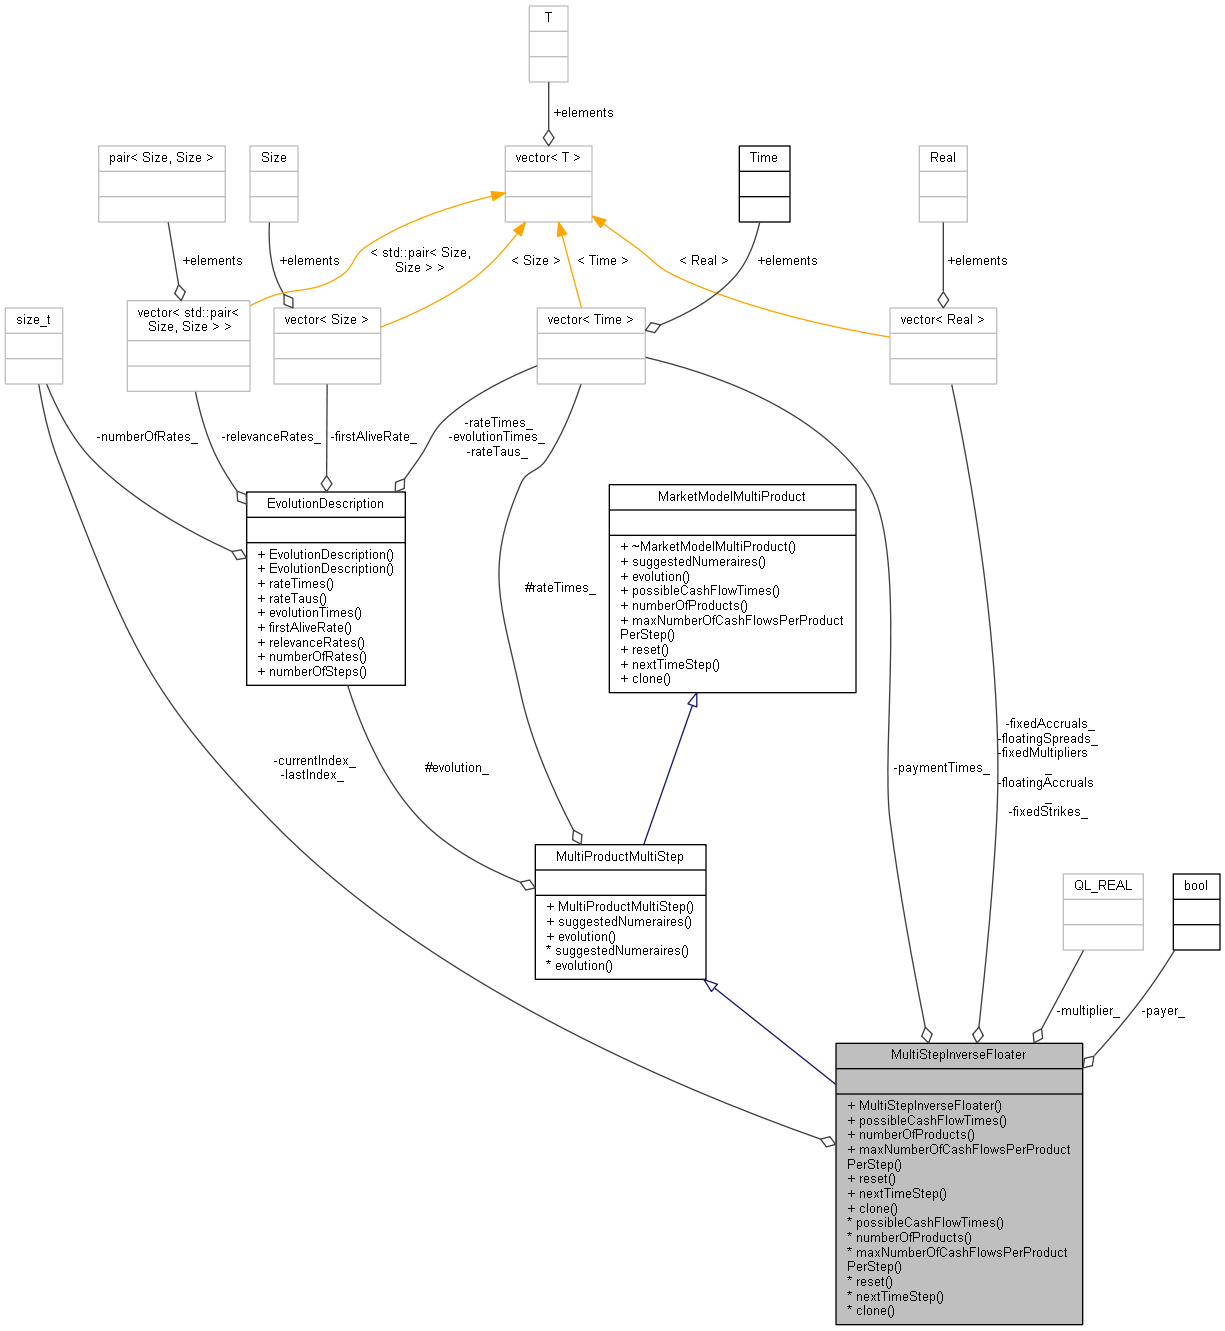 T
+elements
pair< Size, Size >
Size
vector< T >
Time
Real
+elements
+elements
< std::pair< Size,
Size > >
< Size >
< Time >
< Real >
+elements
+elements
size_t
vector< std::pair<
Size, Size > >
vector< Size >
vector< Time >
vector< Real >
-numberOfRates_
-relevanceRates_
-firstAliveRate_
-rateTimes_
-evolutionTimes_
-rateTaus_
EvolutionDescription
+ EvolutionDescription()
+ EvolutionDescription()
+ rateTimes()
+ rateTaus()
+ evolutionTimes()
+ firstAliveRate()
+ relevanceRates()
+ numberOfRates()
+ numberOfSteps()
#rateTimes_
MarketModelMultiProduct
+ ~MarketModelMultiProduct()
+ suggestedNumeraires()
+ evolution()
+ possibleCashFlowTimes()
+ numberOfProducts()
+ maxNumberOfCashFlowsPerProduct
PerStep()
+ reset()
+ nextTimeStep()
+ clone()
-currentIndex_
-lastIndex_
#evolution_
-paymentTimes_
-fixedAccruals_
-floatingSpreads_
-fixedMultipliers
_
-floatingAccruals
_
-fixedStrikes_
MultiProductMultiStep
+ MultiProductMultiStep()
+ suggestedNumeraires()
+ evolution()
* suggestedNumeraires()
* evolution()
QL_REAL
bool
-multiplier_
-payer_
MultiStepInverseFloater
+ MultiStepInverseFloater()
+ possibleCashFlowTimes()
+ numberOfProducts()
+ maxNumberOfCashFlowsPerProduct
PerStep()
+ reset()
+ nextTimeStep()
+ clone()
* possibleCashFlowTimes()
* numberOfProducts()
* maxNumberOfCashFlowsPerProduct
PerStep()
* reset()
* nextTimeStep()
* clone()